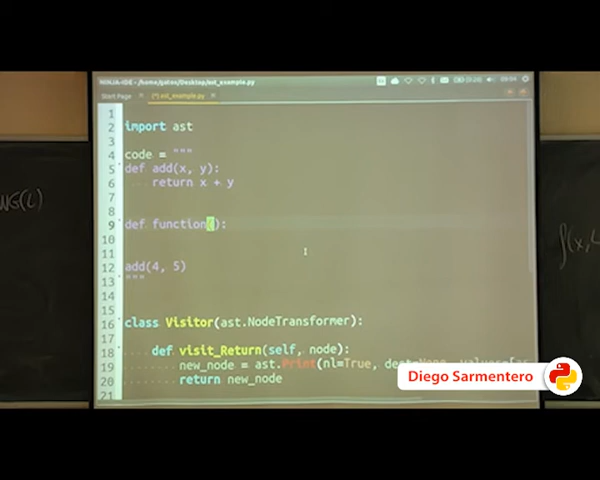 NINJA-IDE - /home/gatox/Desktop/ast_example.py
Start Page
(*) ast_example.py
1
2 import ast
3
4 code = """
5 def add(x, y):
6 return x + y
7
8
9 def function():
10
11
12 add(4, 5)
13 """
14
15
16 class Visitor(ast.NodeTransformer):
17
18 def visit_Return(self, node):
19 new_node = ast.Print(nl=True,
20 return new_node
21
Diego Sarmentero